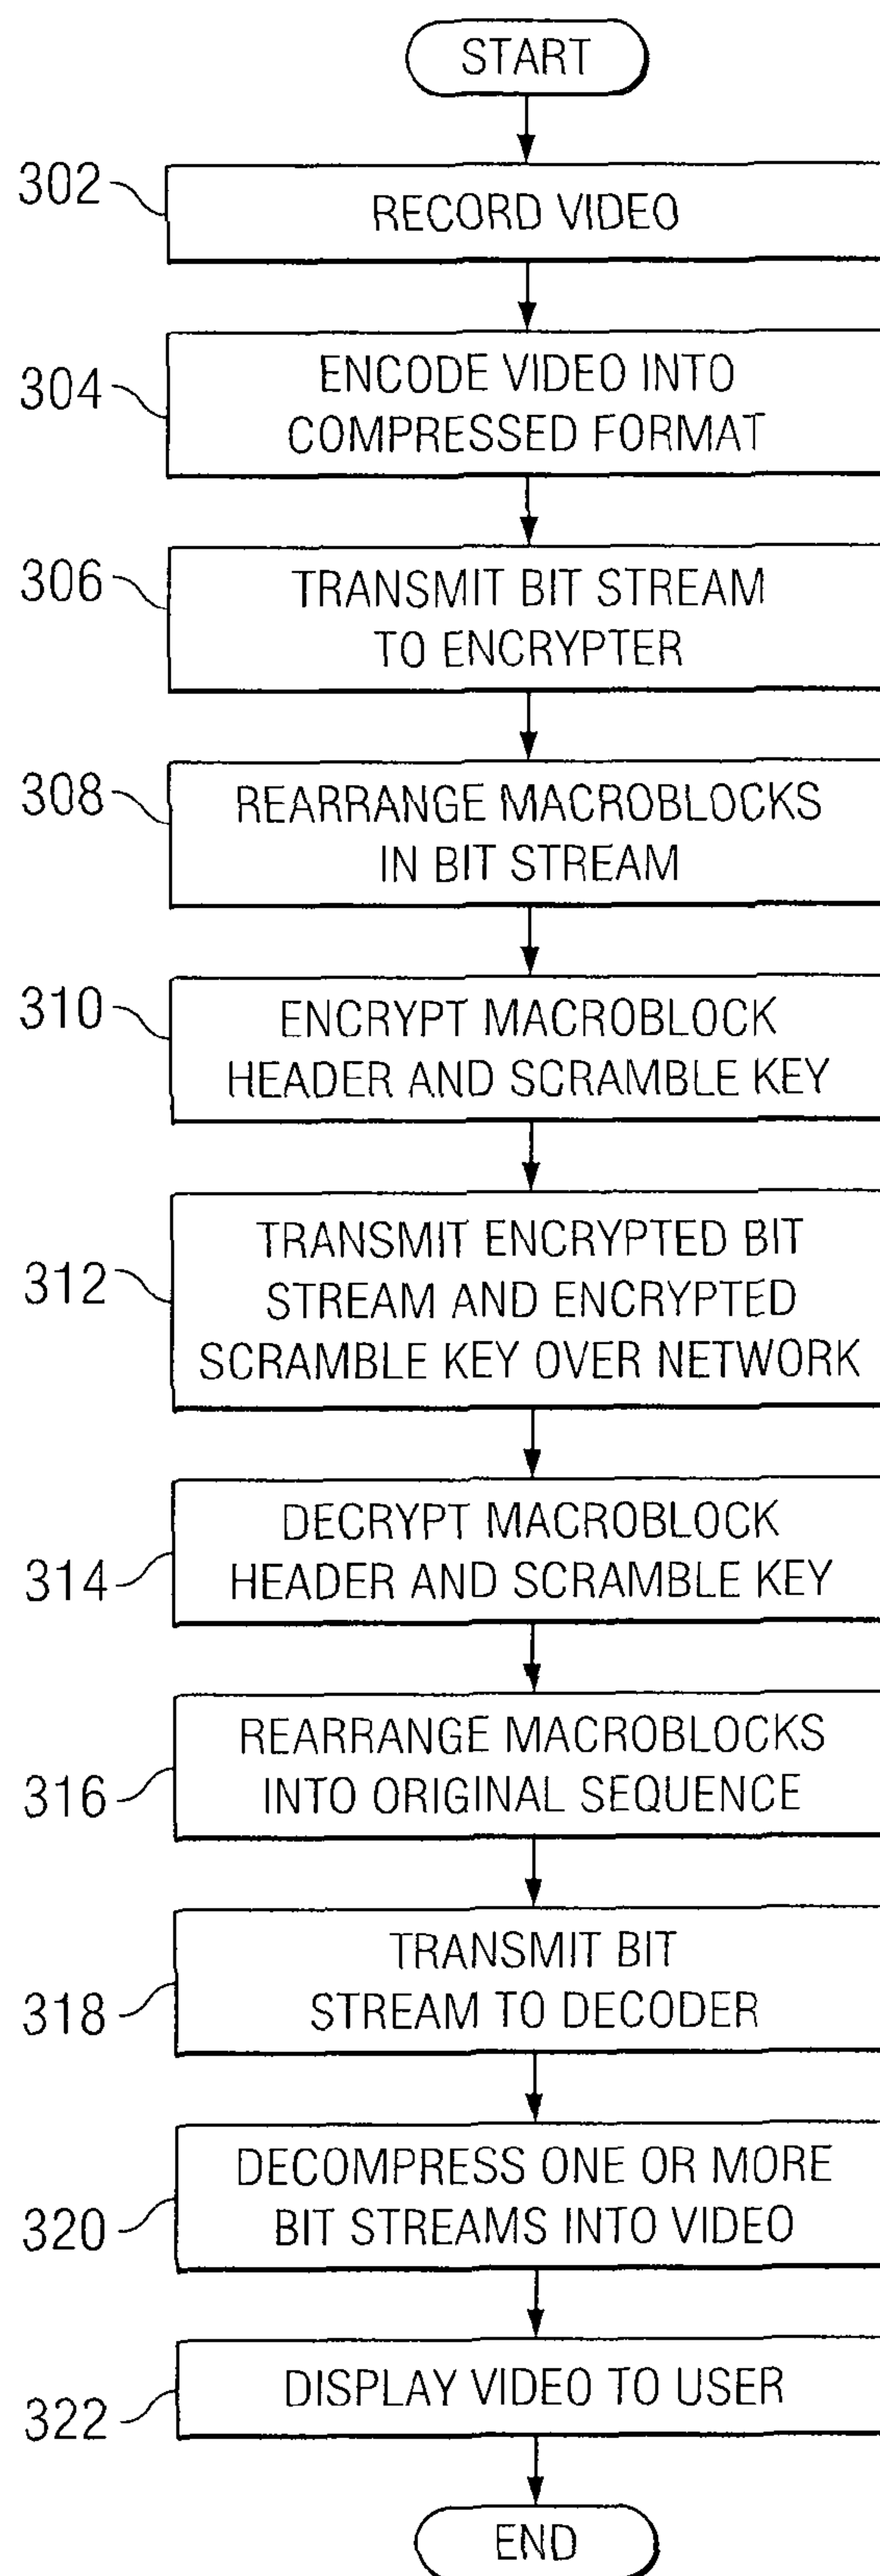 START
302
RECORD VIDEO
304
ENCODE VIDEO INTO
COMPRESSED FORMAT
306
TRANSMIT BIT STREAM
TO ENCRYPTER
308
REARRANGE MACROBLOCKS
IN BIT STREAM
310
ENCRYPT MACROBLOCK
HEADER AND SCRAMBLE KEY
312
TRANSMIT ENCRYPTED BIT
STREAM AND ENCRYPTED
SCRAMBLE KEY OVER NETWORK
314
DECRYPT MACROBLOCK
HEADER AND SCRAMBLE KEY
316
REARRANGE MACROBLOCKS
INTO ORIGINAL SEQUENCE
318
TRANSMIT BIT
STREAM TO DECODER
320
DECOMPRESS ONE OR MORE
BIT STREAMS INTO VIDEO
322
DISPLAY VIDEO TO USER
END